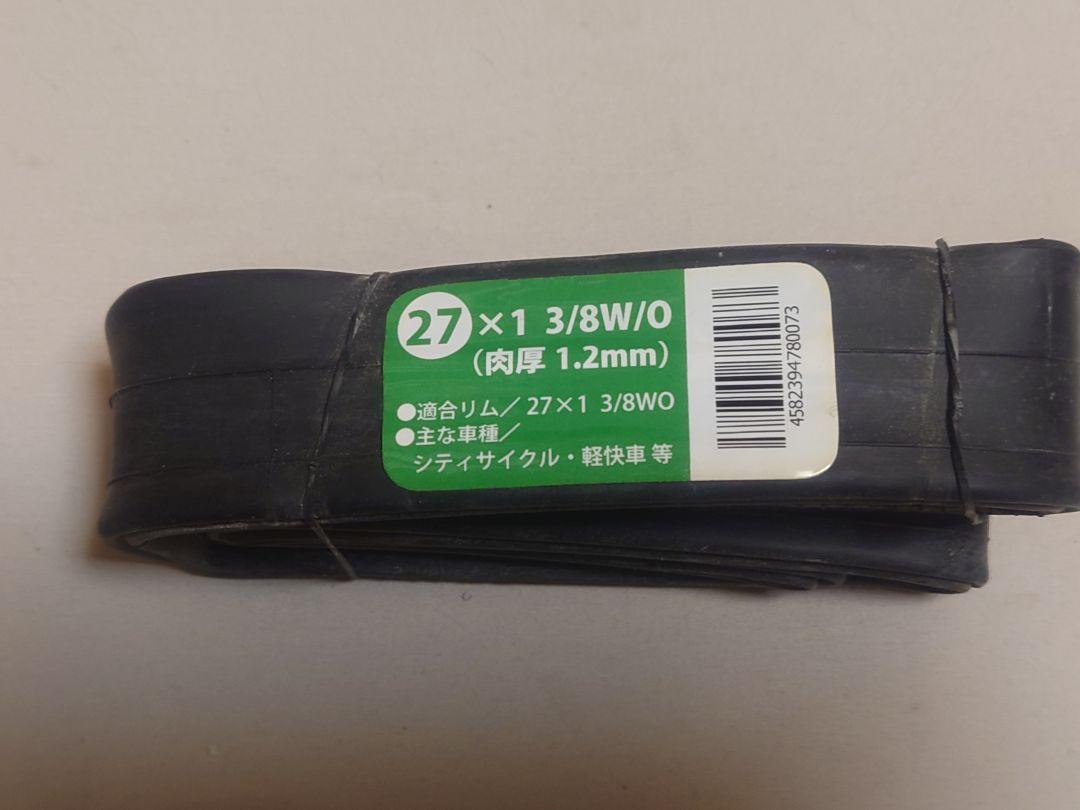 27×1 3/8W/O
（肉厚 1.2mm）
●適合リム／27×1 3/8WO
●主な車種／
シティサイクル・軽快車 等
4582394780073